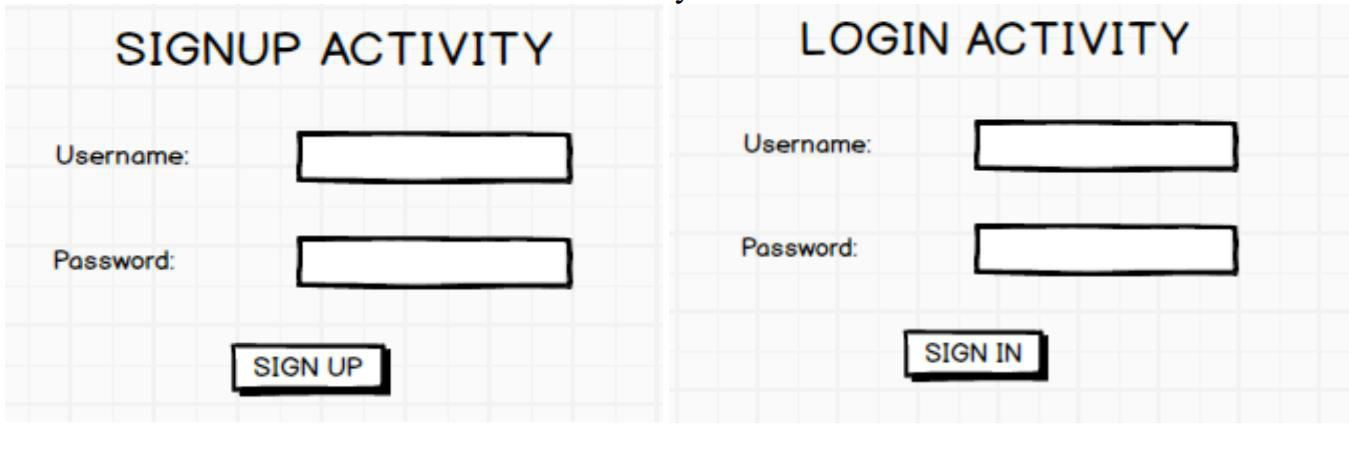 SIGNUP ACTIVITY
Username:
Password:
SIGN UP
LOGIN ACTIVITY
Username:
Password:
SIGN IN